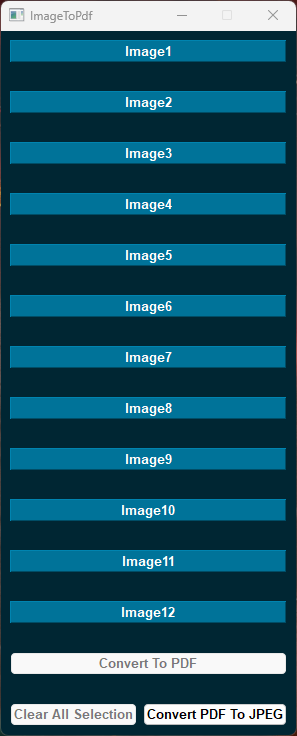 ImageToPdf
Image1
Image2
Image3
Image4
Image5
Image6
Image7
Image8
Image9
Image10
Image11
Image12
Convert To PDF
Clear All Selection Convert PDF To JPEG